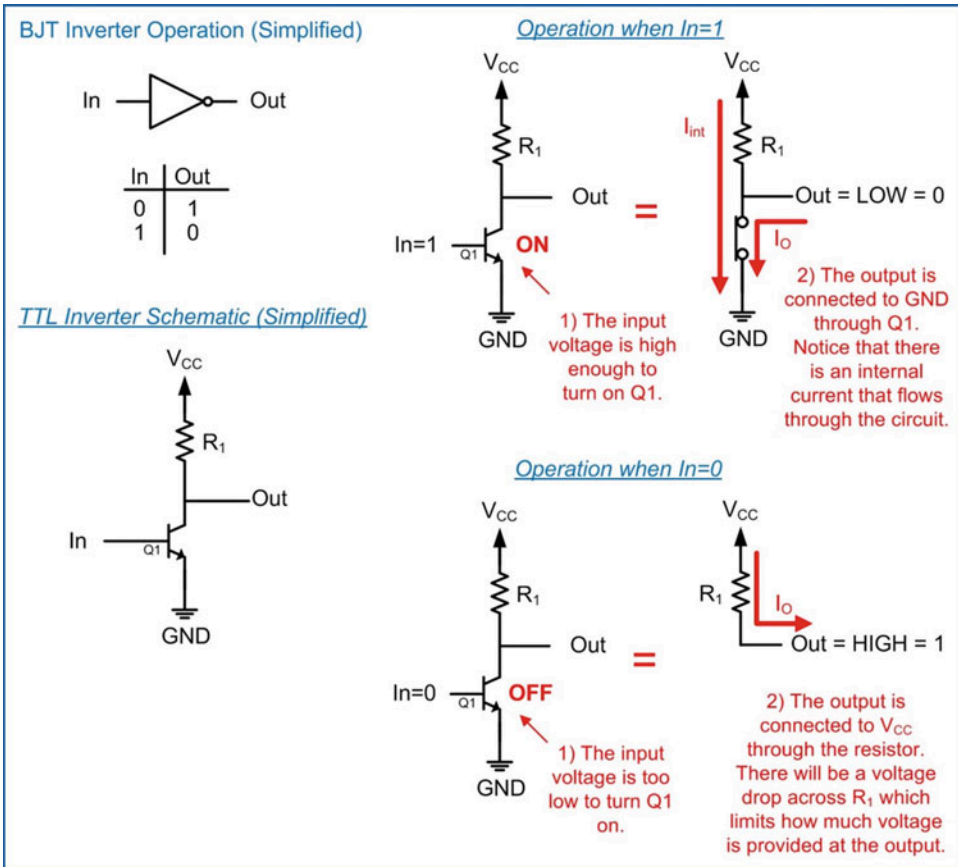 BJT Inverter Operation (Simplified)
In
Out
In Out
0 1
1 0
TTL Inverter Schematic (Simplified)
VCC
R1
Out
In
Q1
GND
Operation when In=1
VCC
R1
Out
In=1
Q1
ON
GND
1) The input
voltage is high
enough to
turn on Q1.
=
VCC
Iint
R1
Out = LOW = 0
IO
GND
2) The output is
connected to GND
through Q1.
Notice that there
is an internal
current that flows
through the circuit.
Operation when In=0
VCC
R1
Out
In=0
Q1
OFF
GND
1) The input
voltage is too
low to turn Q1
on.
=
VCC
R1
IO
Out = HIGH = 1
2) The output is
connected to VCC
through the resistor.
There will be a voltage
drop across R1 which
limits how much voltage
is provided at the output.